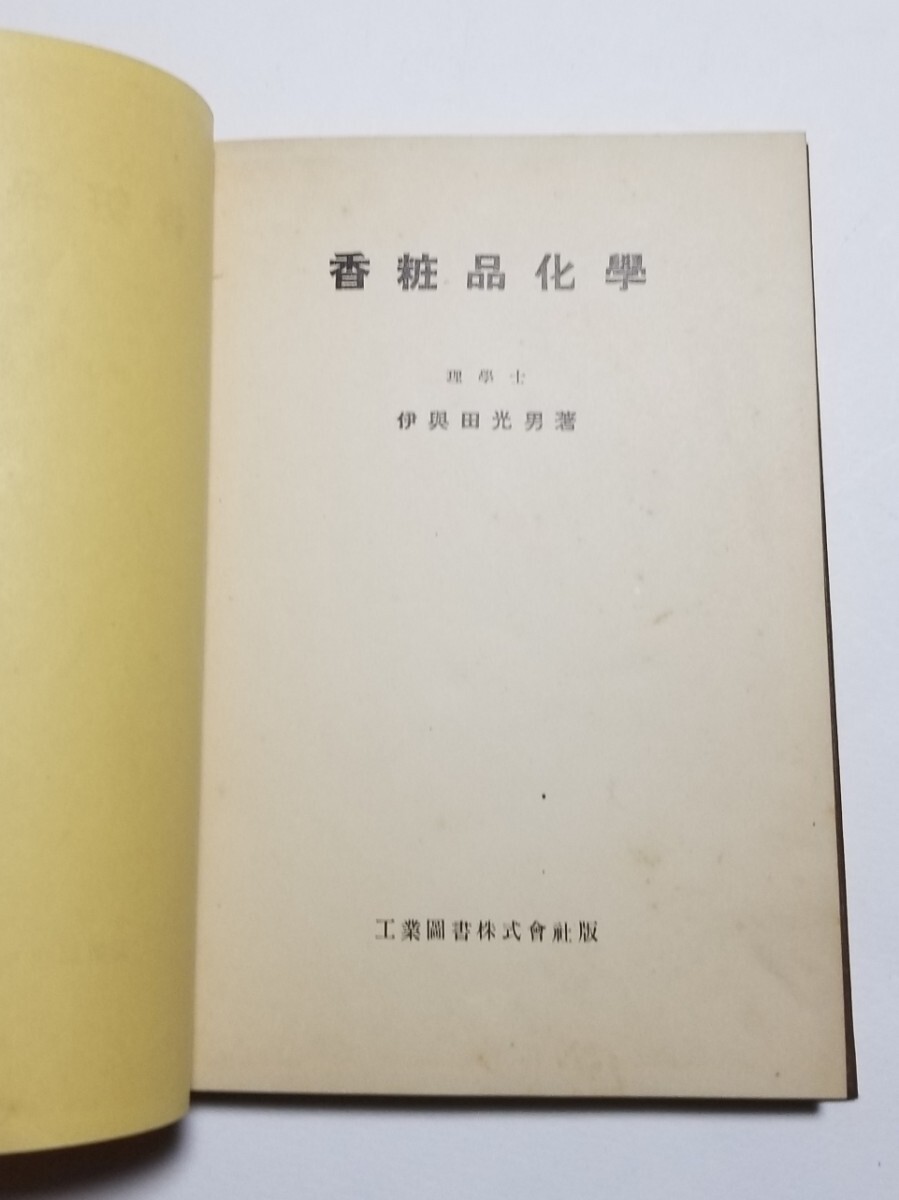 香粧品化學
理學士
伊與田光男著
工業圖書株式會社版